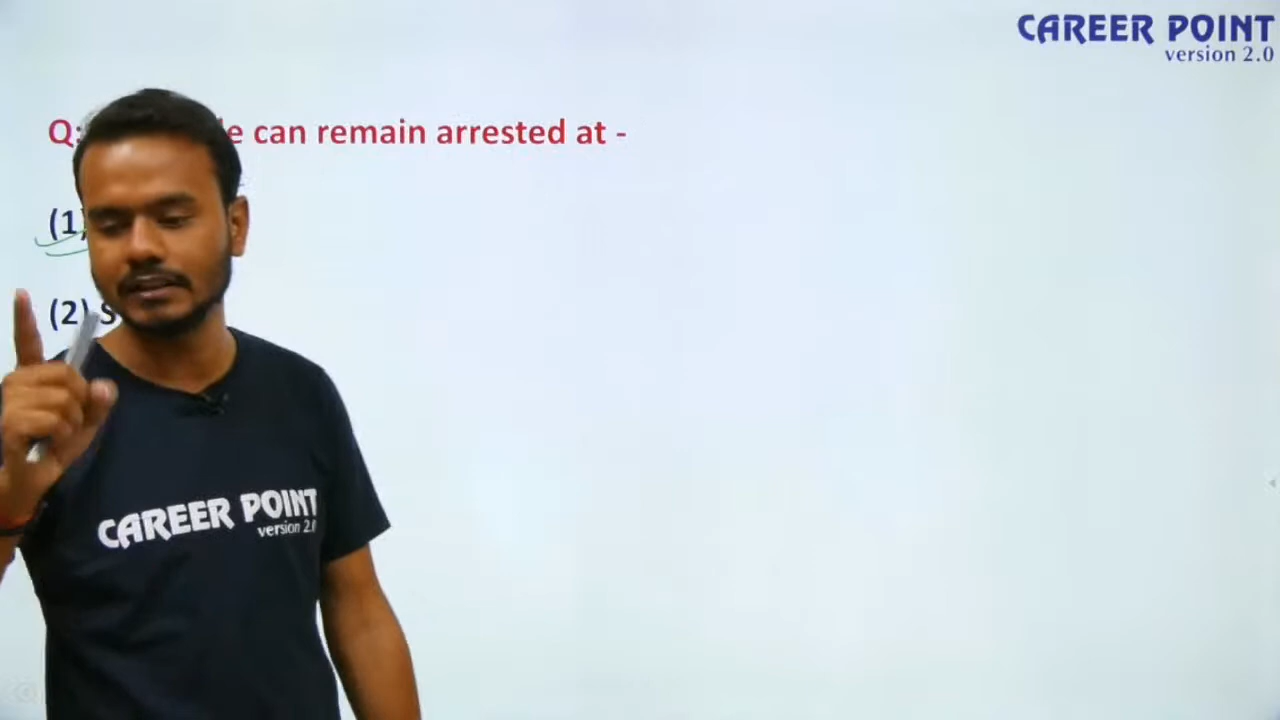 CAREER POINT
version 2.0
Q: can remain arrested at -
(1)
(2)
CAREER POINT
version 2.0